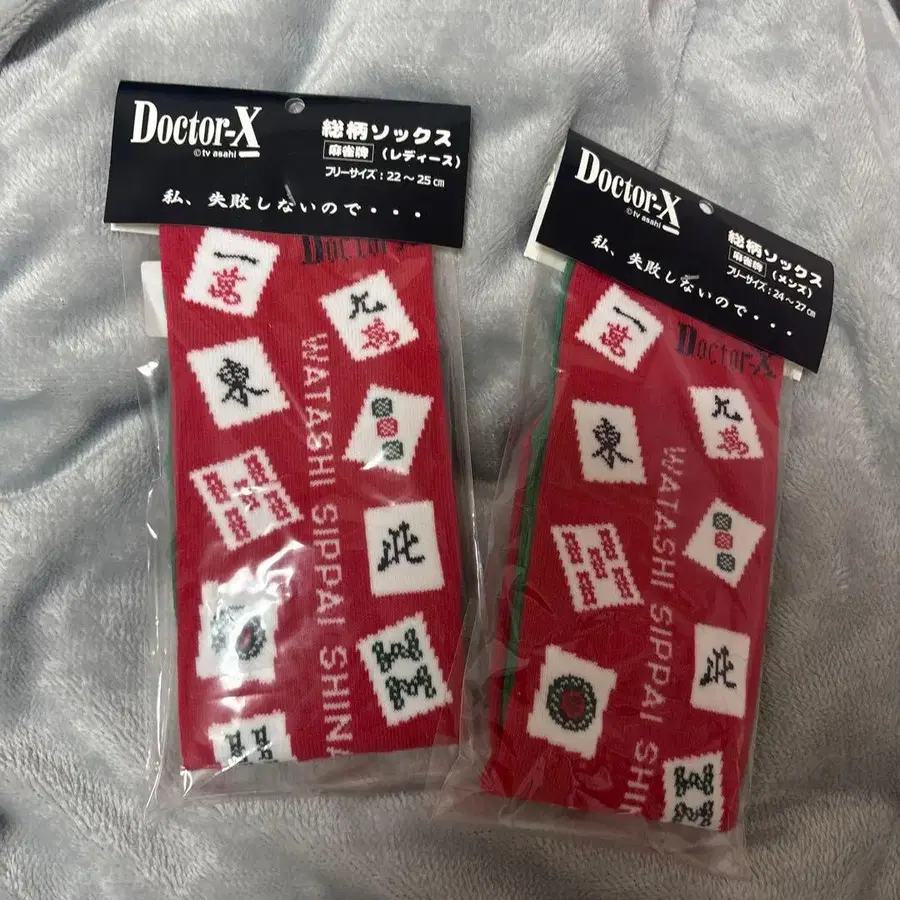 Doctor-X
©tv asahi
総柄ソックス
麻雀牌 (レディース)
フリーサイズ:22～25㎝
私、失敗しないので・・・
Doctor-X
一萬
九萬
東
北
WATASHI SIPPAI SHINA
Doctor-X
©tv asahi
総柄ソックス
麻雀牌 (メンズ)
フリーサイズ:24～27㎝
私、失敗しないので・・・
Doctor-X
一萬
九萬
東
北
WATASHI SIPPAI SHIN